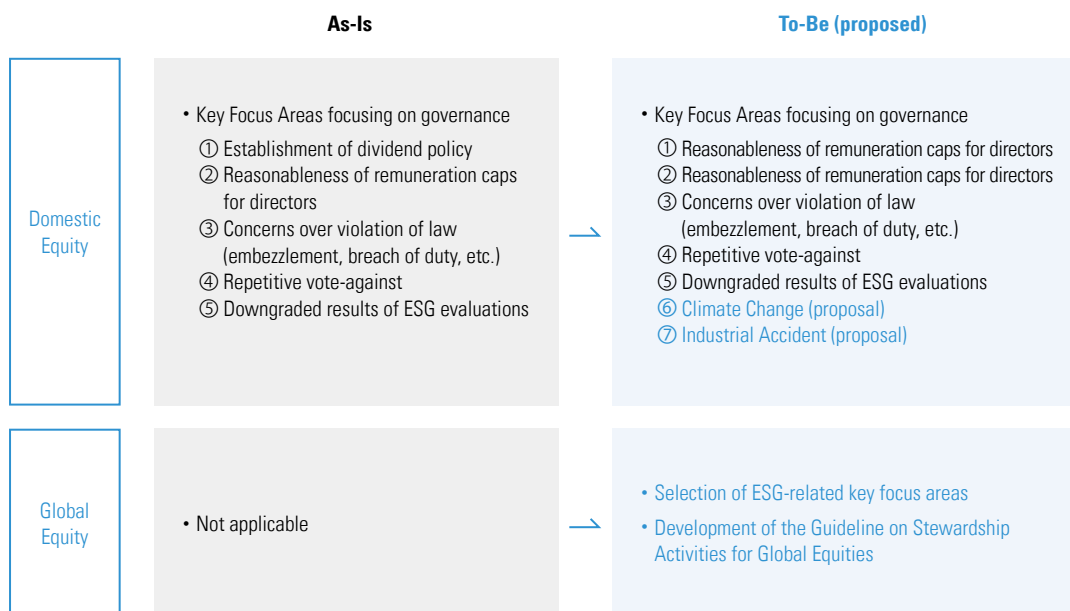 As-Is
To-Be (proposed)
Domestic
Equity
• Key Focus Areas focusing on governance
① Establishment of dividend policy
② Reasonableness of remuneration caps
for directors
③ Concerns over violation of law
(embezzlement, breach of duty, etc.)
④ Repetitive vote-against
⑤ Downgraded results of ESG evaluations
• Key Focus Areas focusing on governance
① Reasonableness of remuneration caps for directors
② Reasonableness of remuneration caps for directors
③ Concerns over violation of law
(embezzlement, breach of duty, etc.)
④ Repetitive vote-against
⑤ Downgraded results of ESG evaluations
⑥ Climate Change (proposal)
⑦ Industrial Accident (proposal)
Global
Equity
• Not applicable
• Selection of ESG-related key focus areas
• Development of the Guideline on Stewardship
Activities for Global Equities